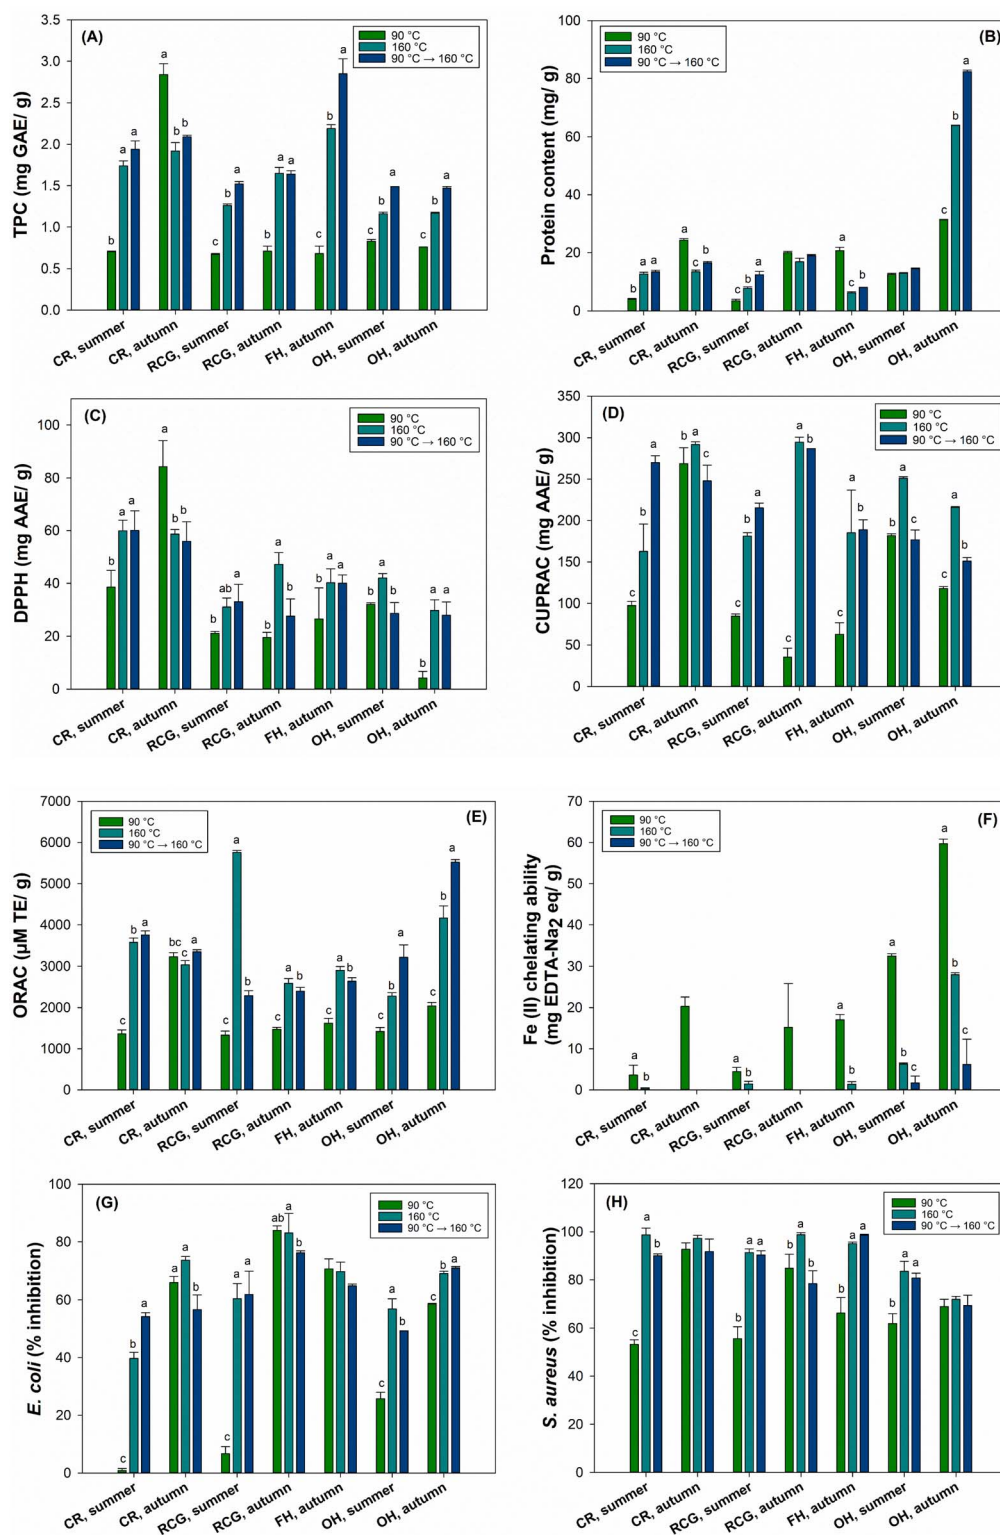 (A)
90 °C
160 °C
90 °C → 160 °C
TPC (mg GAE/ g)
3.5
3.0
2.5
2.0
1.5
1.0
0.5
0.0
b a a
a b b
c b a
b a a
c b a
c b a
c b a
CR, summer
CR, autumn
RCG, summer
RCG, autumn
FH, autumn
OH, summer
OH, autumn
(B)
90 °C
160 °C
90 °C → 160 °C
Protein content (mg/ g)
100
80
60
40
20
0
c a a
a c b
c b a
a c b
c b a
CR, summer
CR, autumn
RCG, summer
RCG, autumn
FH, autumn
OH, summer
OH, autumn
(C)
90 °C
160 °C
90 °C → 160 °C
DPPH (mg AAE/ g)
100
80
60
40
20
0
b a a
a b b
b ab a
b a b
b a a
b a b
b a a
CR, summer
CR, autumn
RCG, summer
RCG, autumn
FH, autumn
OH, summer
OH, autumn
(D)
90 °C
160 °C
90 °C → 160 °C
CUPRAC (mg AAE/ g)
350
300
250
200
150
100
50
0
c b a
b a c
c b a
c a b
c a b
b a c
c a b
CR, summer
CR, autumn
RCG, summer
RCG, autumn
FH, autumn
OH, summer
OH, autumn
(E)
90 °C
160 °C
90 °C → 160 °C
ORAC (µM TE/ g)
7000
6000
5000
4000
3000
2000
1000
0
c b a
bc c a
c a b
c a b
c a b
c b a
c b a
CR, summer
CR, autumn
RCG, summer
RCG, autumn
FH, autumn
OH, summer
OH, autumn
(F)
90 °C
160 °C
90 °C → 160 °C
Fe (II) chelating ability
(mg EDTA-Na2 eq/ g)
70
60
50
40
30
20
10
0
a b
a b
a b
a b c
a b c
CR, summer
CR, autumn
RCG, summer
RCG, autumn
FH, autumn
OH, summer
OH, autumn
(G)
90 °C
160 °C
90 °C → 160 °C
E. coli (% inhibition)
100
80
60
40
20
0
c b a
a a b
c a a
ab a b
c a b
c b a
CR, summer
CR, autumn
RCG, summer
RCG, autumn
FH, autumn
OH, summer
OH, autumn
(H)
90 °C
160 °C
90 °C → 160 °C
S. aureus (% inhibition)
120
100
80
60
40
20
0
c a b
b a a
b a b
b a a
b a a
CR, summer
CR, autumn
RCG, summer
RCG, autumn
FH, autumn
OH, summer
OH, autumn